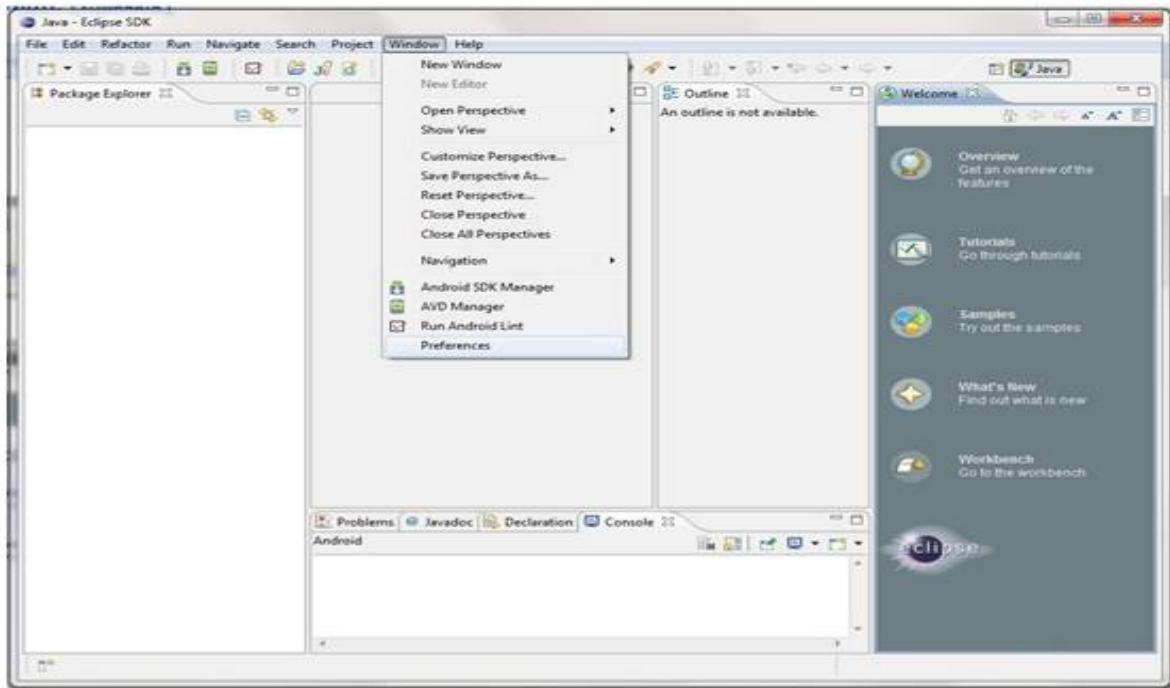 Java - Eclipse SDK
File Edit Refactor Run Navigate Search Project Window Help
Java
New Window
New Editor
Open Perspective
Show View
Customize Perspective...
Save Perspective As...
Reset Perspective...
Close Perspective
Close All Perspectives
Navigation
Android SDK Manager
AVD Manager
Run Android Lint
Preferences
Package Explorer
Outline
An outline is not available.
Welcome
Overview
Get an overview of the
features
Tutorials
Go through tutorials
Samples
Try out the samples
What's New
Find out what is new
Workbench
Go to the workbench
eclipse
Problems Javadoc Declaration Console
Android